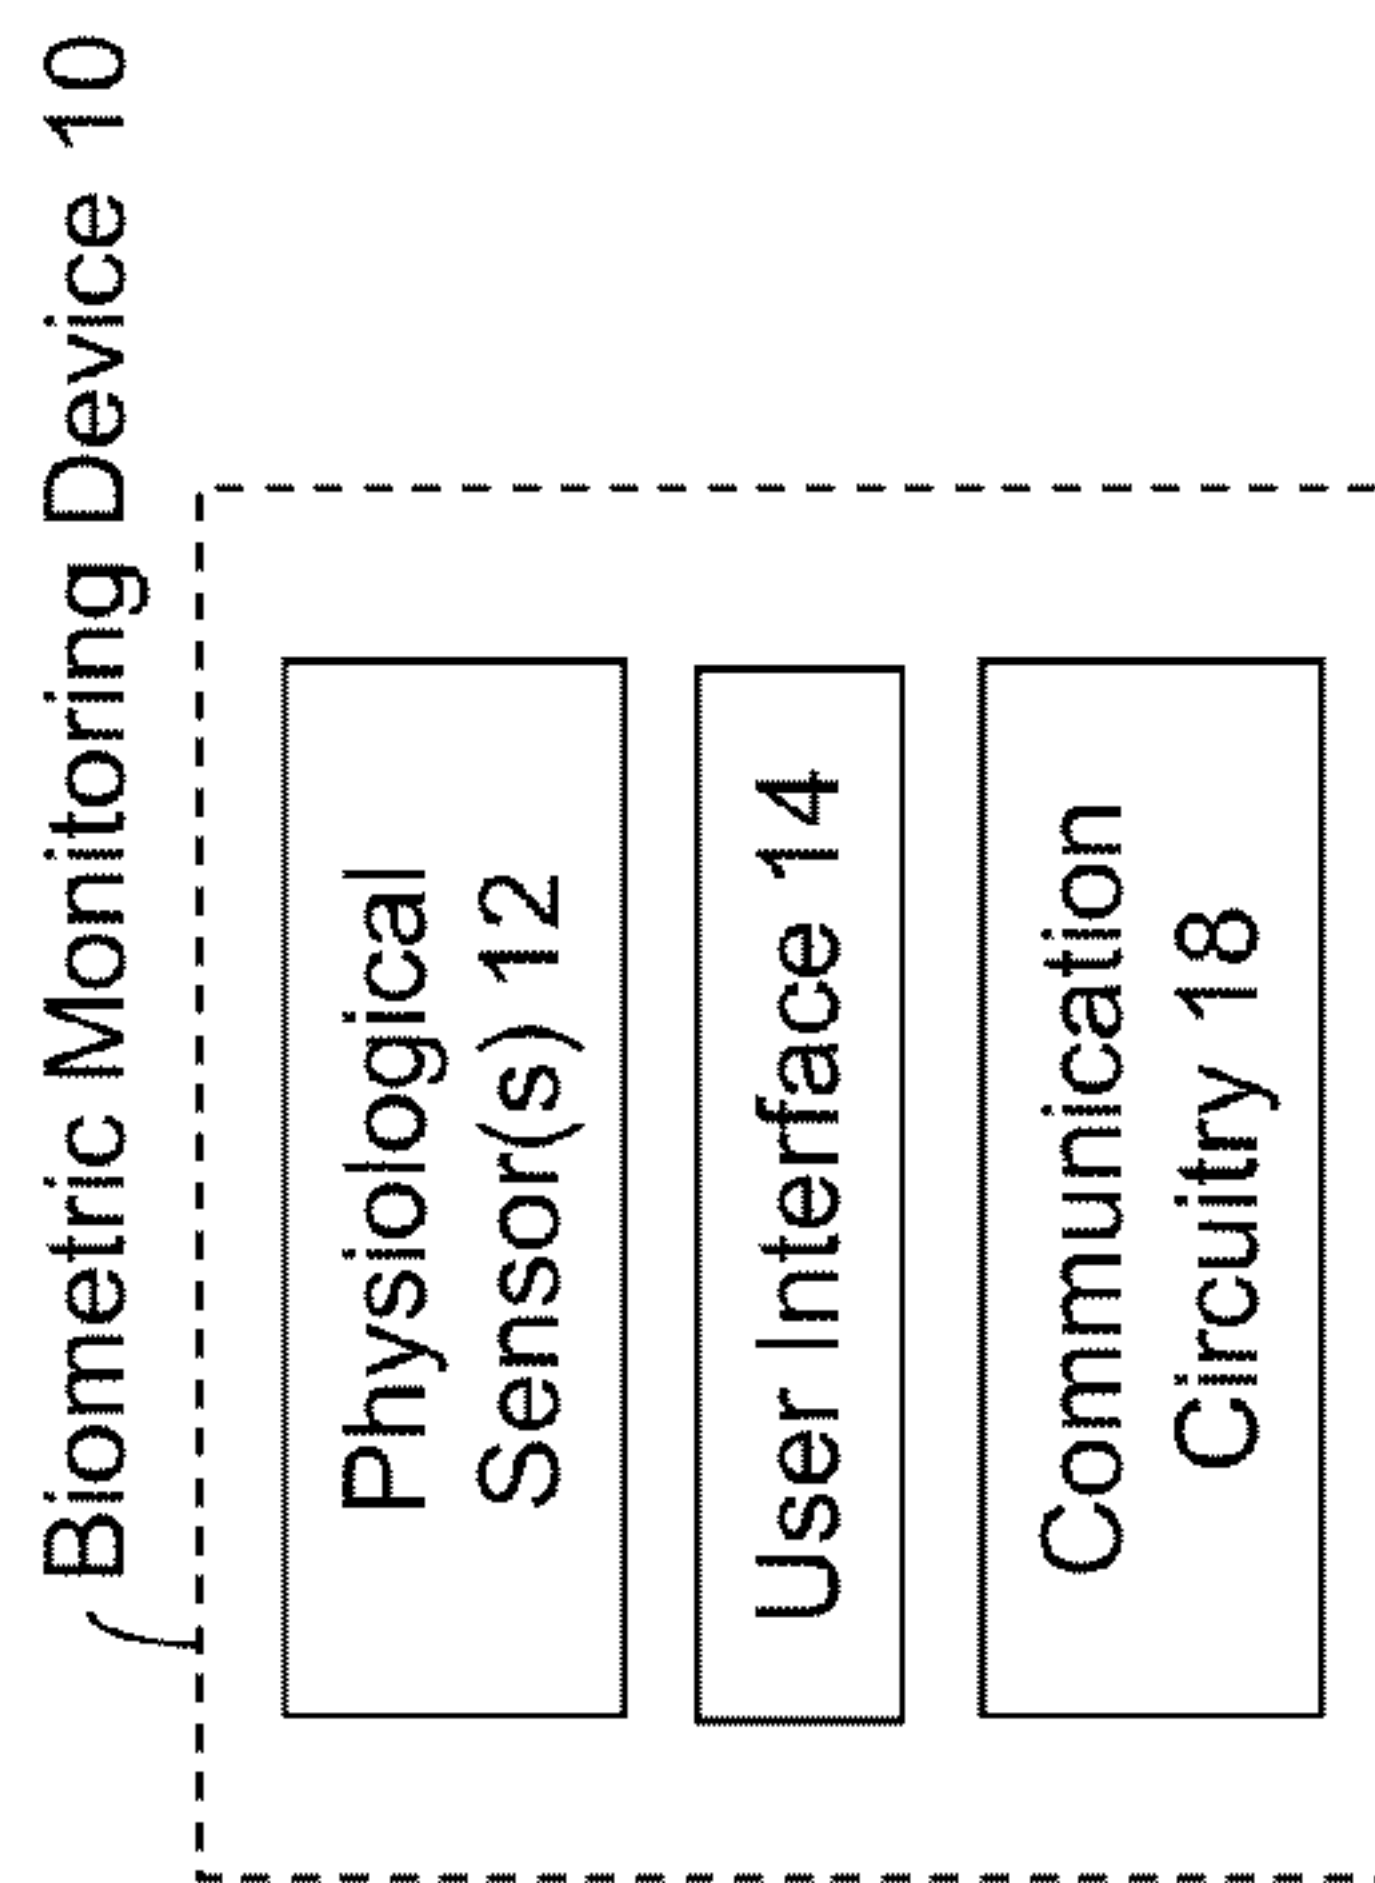 Biometric Monitoring Device 10
Physiological
Sensor(s) 12
User Interface 14
Communication
Circuitry 18